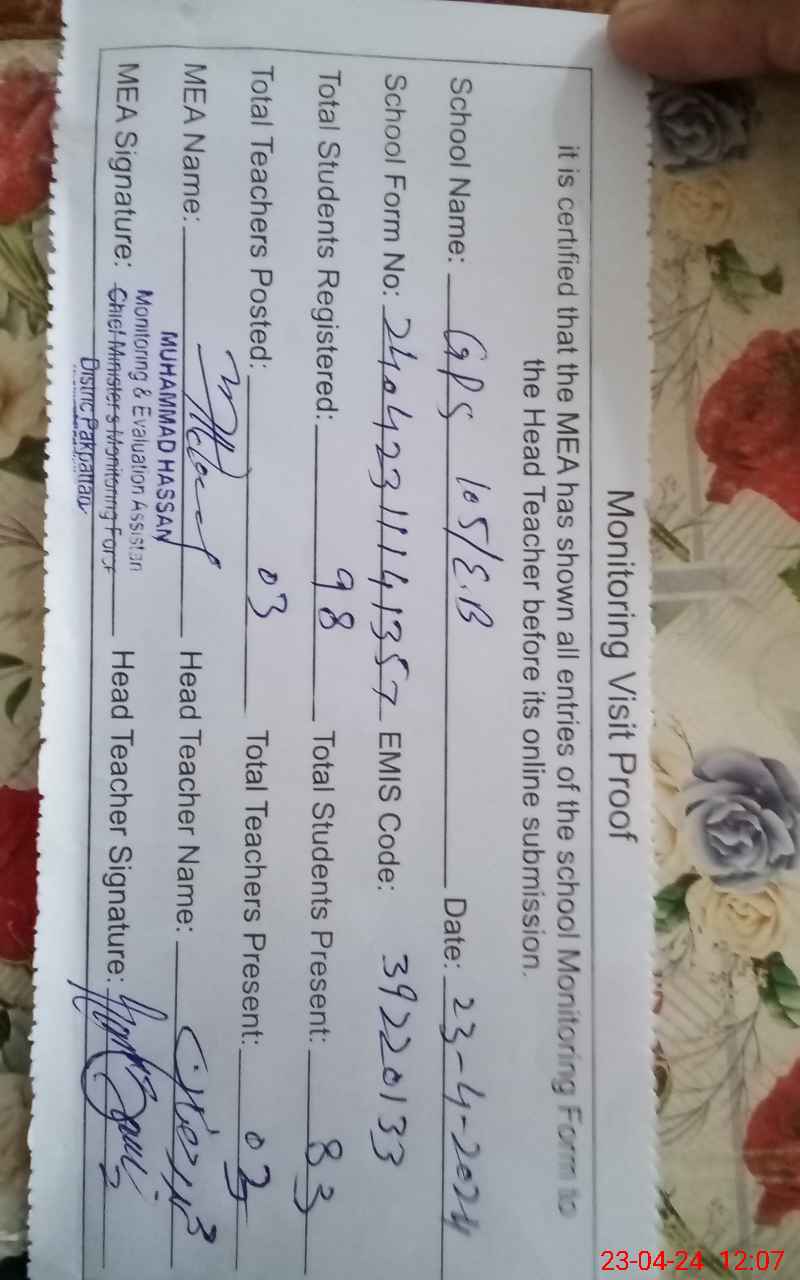 Monitoring Visit Proof
it is certified that the MEA has shown all entries of the school Monitoring Form to
the Head Teacher before its online submission.
School Name: GPS 105/E.B Date: 23-4-2024
School Form No: 24042311141357 EMIS Code: 39220133
Total Students Registered: 98 Total Students Present: 83
Total Teachers Posted: 03 Total Teachers Present: 03
MEA Name: Head Teacher Name:
MUHAMMAD HASSAN
Monitoring & Evaluation Assistan
MEA Signature: Chief Minister's Monitoring Force Head Teacher Signature:
District Pakpattan
23-04-24 12:07